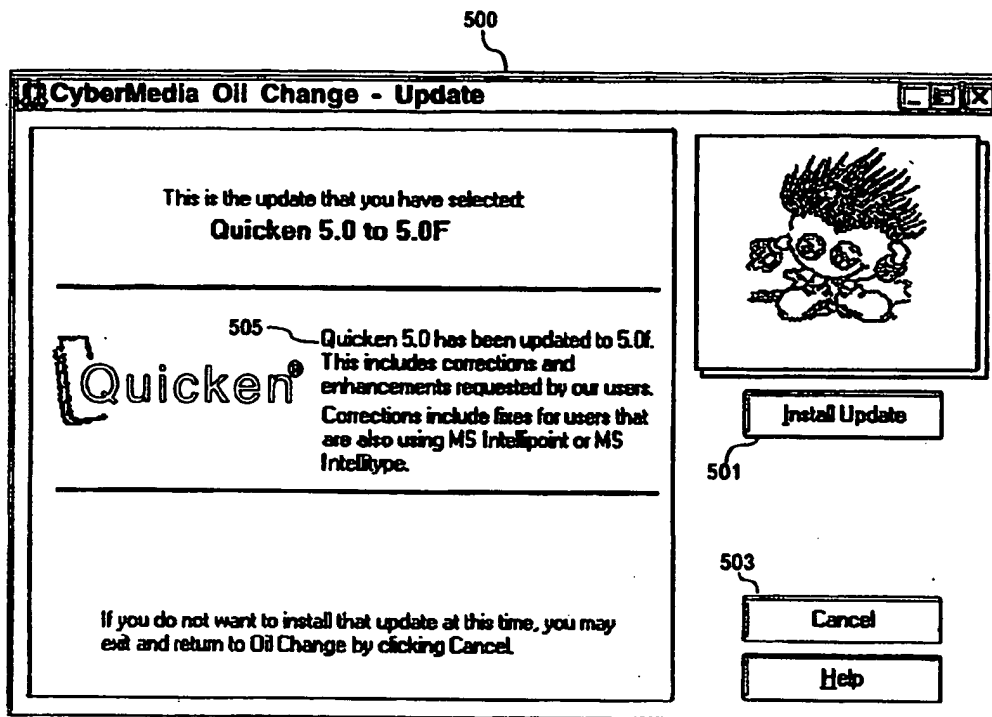 500
CyberMedia Oil Change - Update
This is the update that you have selected:
Quicken 5.0 to 5.0F
505
Quicken®
Quicken 5.0 has been updated to 5.0f.
This includes corrections and
enhancements requested by our users.
Corrections include fixes for users that
are also using MS Intellipoint or MS
Intellitype.
If you do not want to install that update at this time, you may
exit and return to Oil Change by clicking Cancel.
Install Update
501
503
Cancel
Help